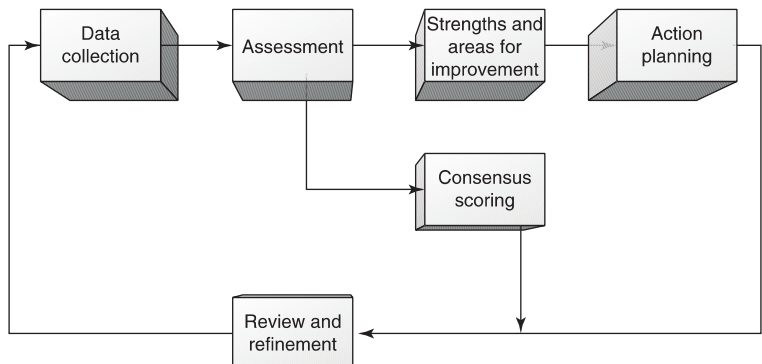 Data
collection
Assessment
Strengths and
areas for
improvement
Action
planning
Consensus
scoring
Review and
refinement